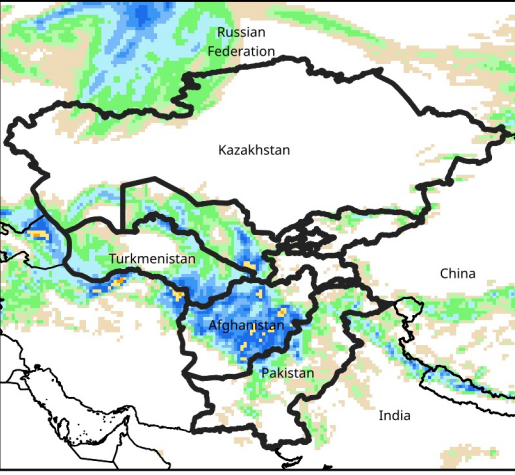 Russian
Federation
Kazakhstan
Turkmenistan
China
Afghanistan
Pakistan
India